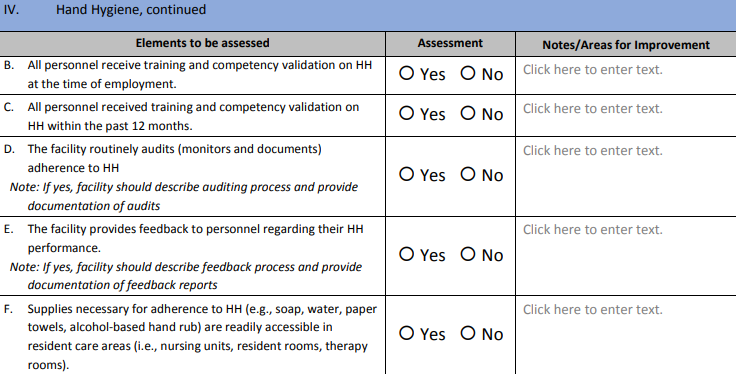 IV. Hand Hygiene, continued
Elements to be assessed Assessment Notes/Areas for Improvement
B. All personnel receive training and competency validation on HH
at the time of employment.
Yes No
Click here to enter text.
C. All personnel received training and competency validation on
HH within the past 12 months.
Yes No
Click here to enter text.
D. The facility routinely audits (monitors and documents)
adherence to HH
Note: If yes, facility should describe auditing process and provide
documentation of audits
Yes No
Click here to enter text.
E. The facility provides feedback to personnel regarding their HH
performance.
Note: If yes, facility should describe feedback process and provide
documentation of feedback reports
Yes No
Click here to enter text.
F. Supplies necessary for adherence to HH (e.g., soap, water, paper
towels, alcohol-based hand rub) are readily accessible in
resident care areas (i.e., nursing units, resident rooms, therapy
rooms).
Yes No
Click here to enter text.